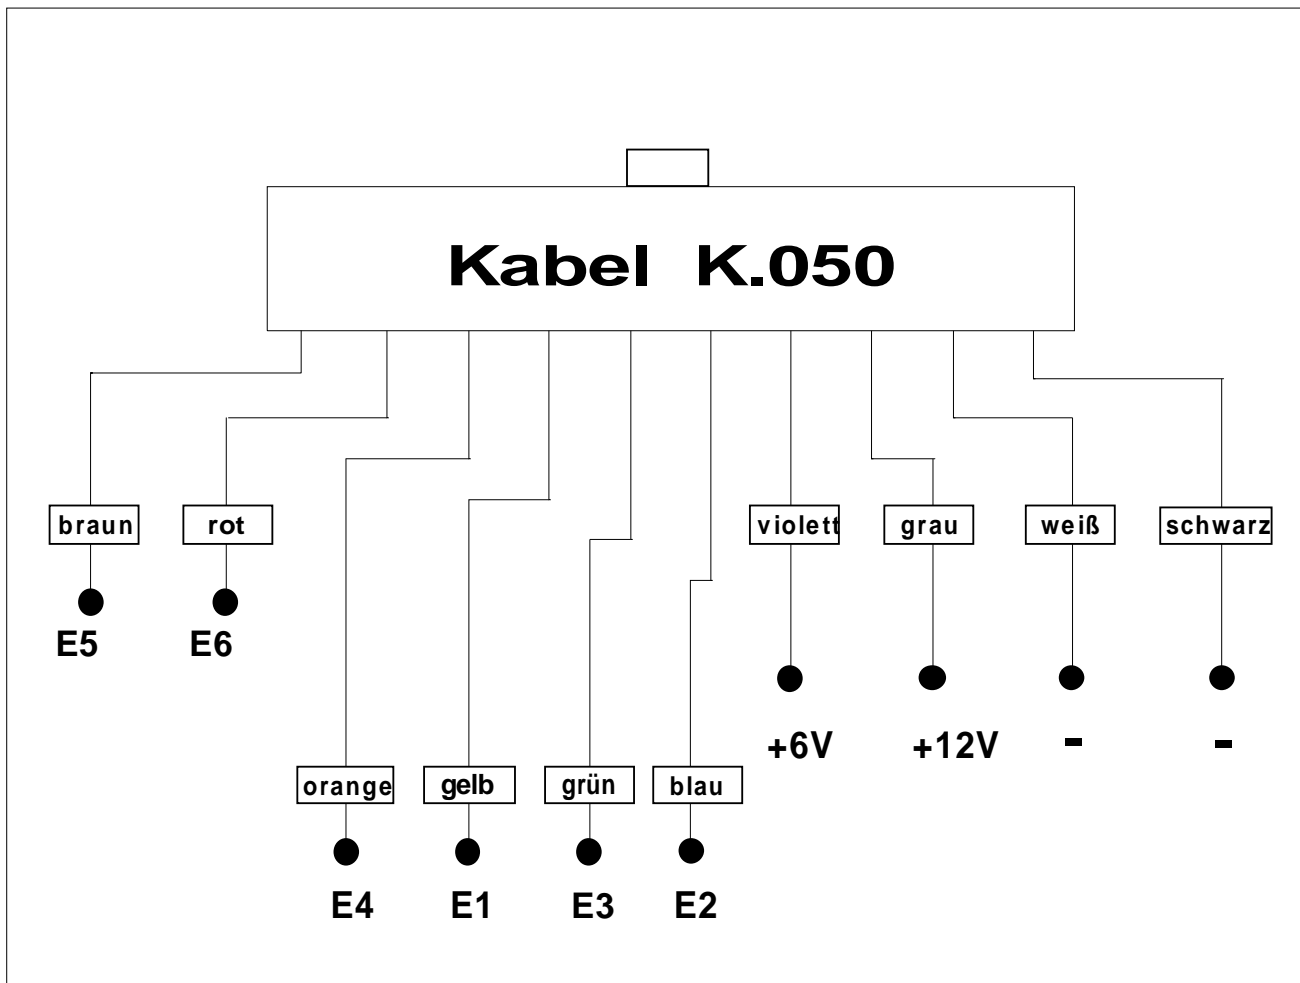 Kabel K.050
braun rot violett grau weiß schwarz
E5 E6
+6V +12V - -
orange gelb grün blau
E4 E1 E3 E2